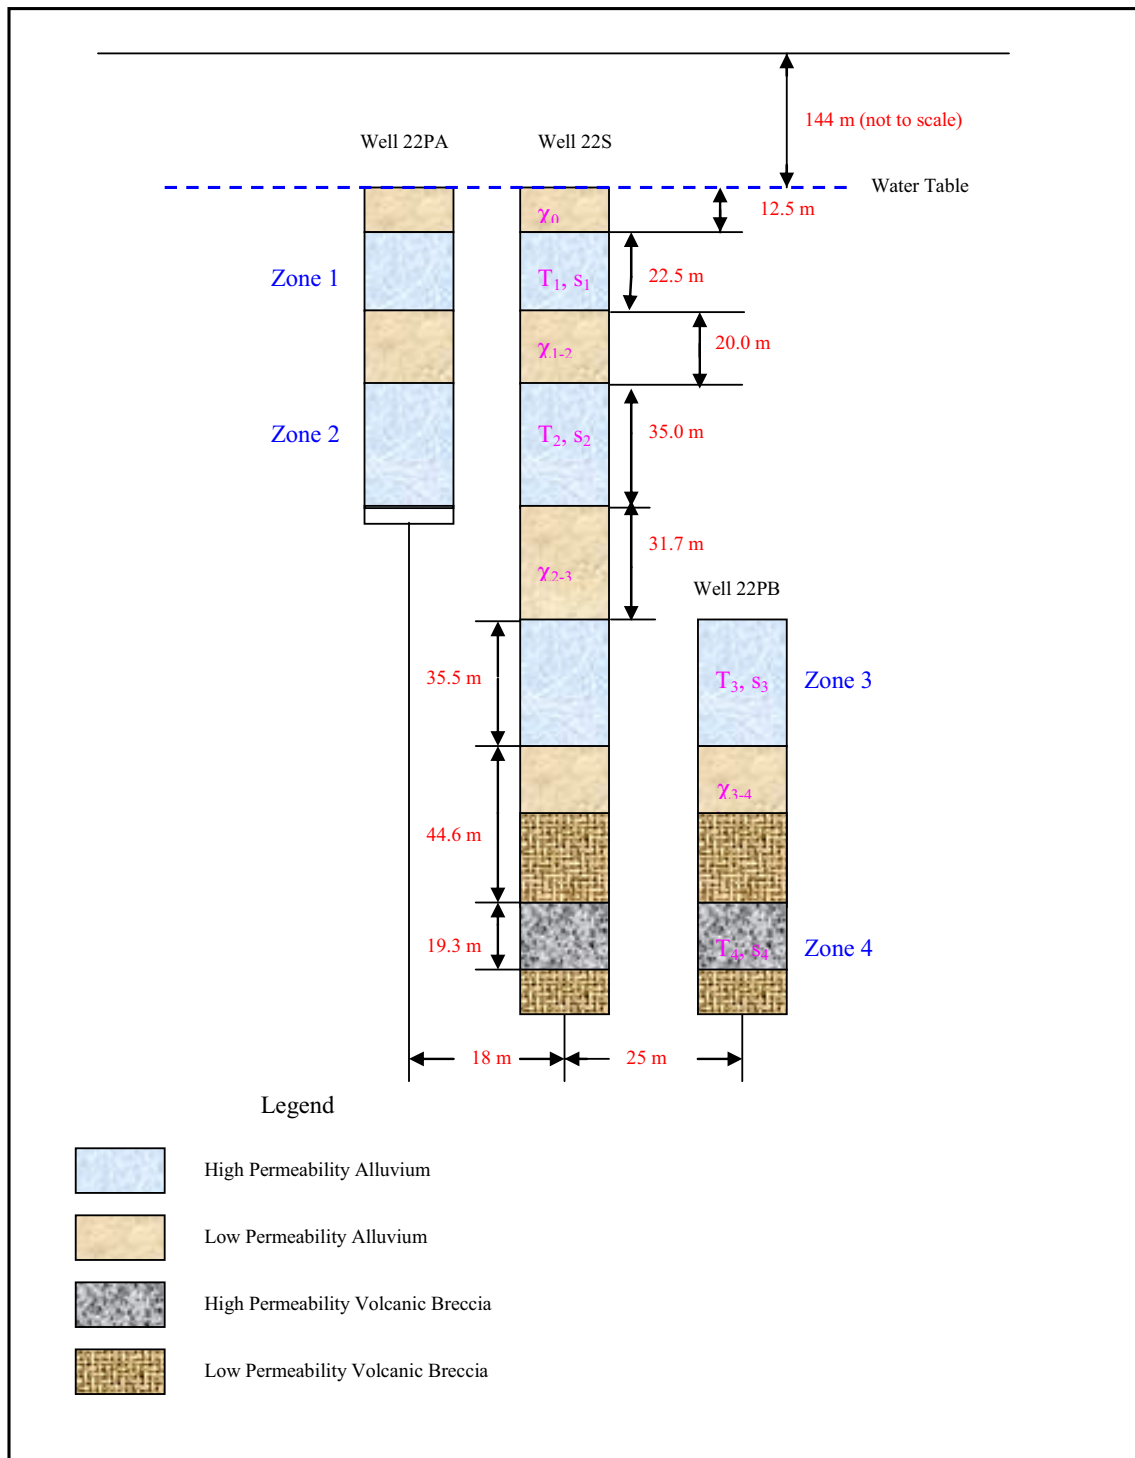 144 m (not to scale)
Well 22PA
Well 22S
Water Table
12.5 m
χ₀
Zone 1
T₁, s₁
22.5 m
χ₁₋₂
20.0 m
Zone 2
T₂, s₂
35.0 m
31.7 m
χ₂₋₃
Well 22PB
35.5 m
T₃, s₃
Zone 3
χ₃₋₄
44.6 m
19.3 m
T₄, s₄
Zone 4
18 m
25 m
Legend
High Permeability Alluvium
Low Permeability Alluvium
High Permeability Volcanic Breccia
Low Permeability Volcanic Breccia